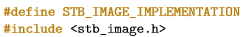 #define STB_IMAGE_IMPLEMENTATION
#include <stb_image.h>